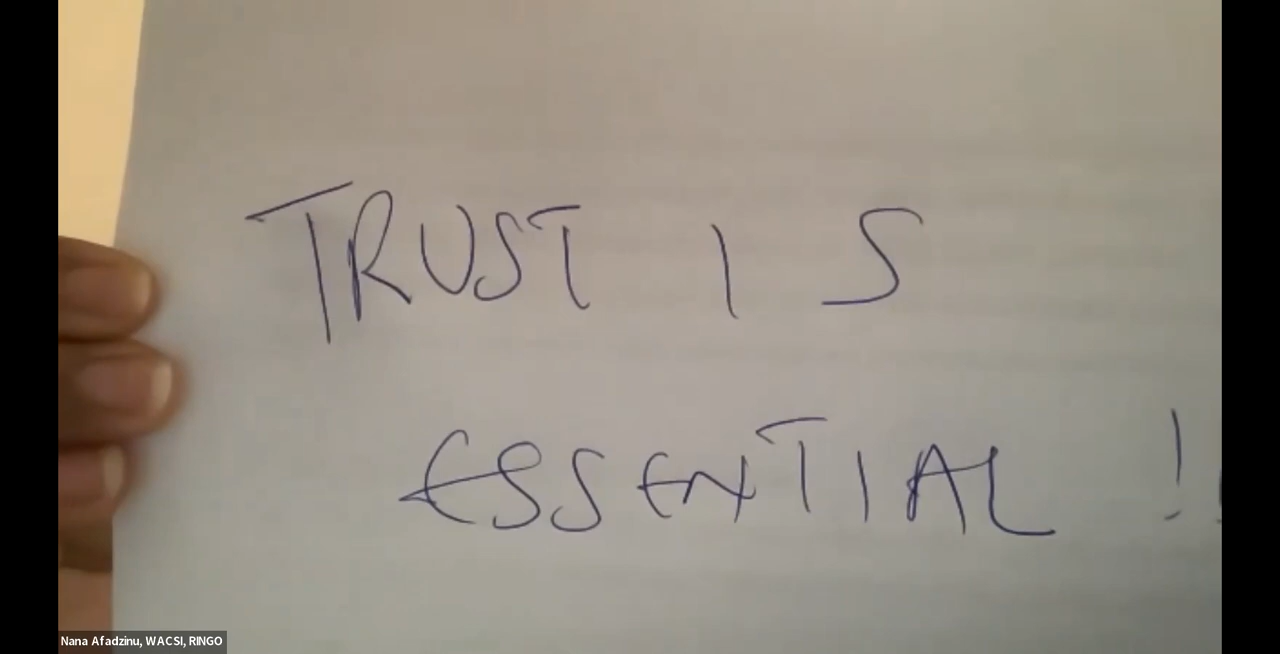 TRUST IS
ESSENTIAL !
Nana Afadzinu, WACSI, RINGO